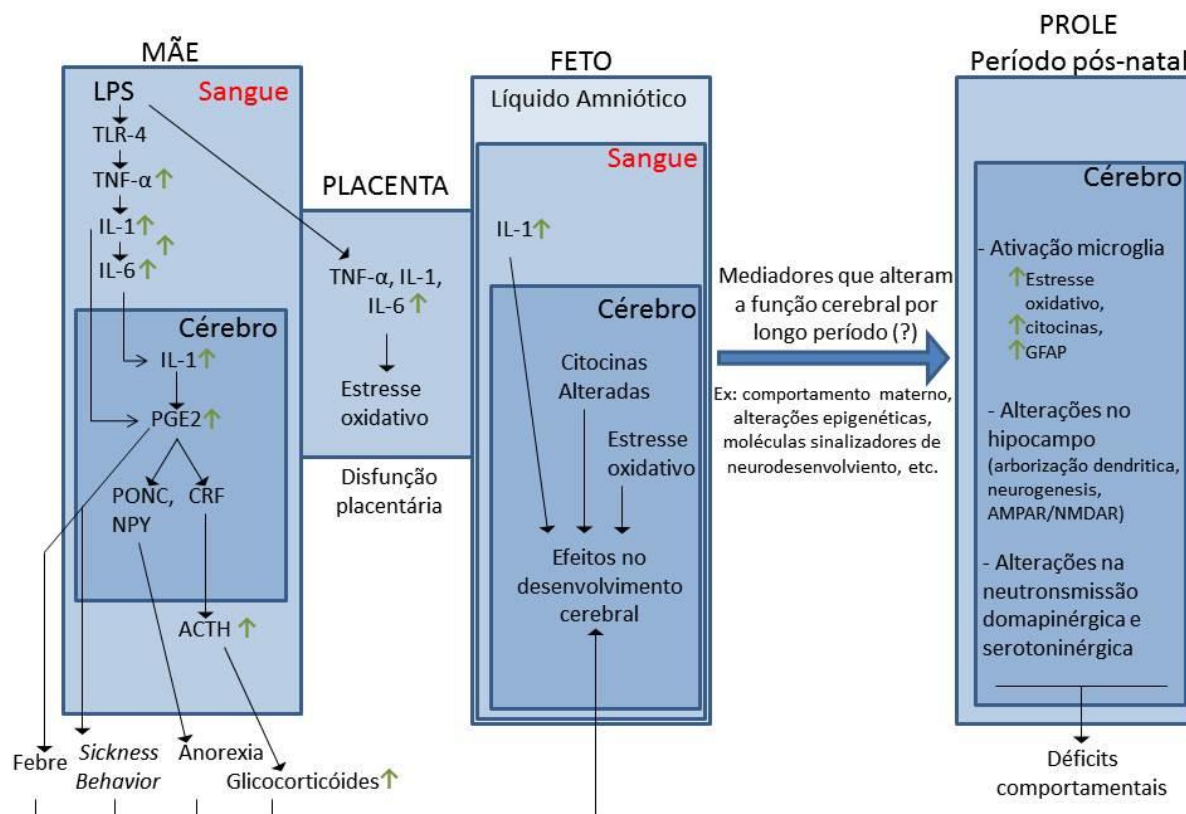 MÃE
LPS
Sangue
TLR-4
TNF-α
IL-1
IL-6
Cérebro
IL-1
PGE2
PONC,
NPY
CRF
ACTH
Febre
Sickness
Behavior
Anorexia
Glicocorticóides
PLACENTA
TNF-α, IL-1,
IL-6
Estresse
oxidativo
Disfunção
placentária
FETO
Líquido Amniótico
Sangue
IL-1
Cérebro
Citocinas
Alteradas
Estresse
oxidativo
Efeitos no
desenvolvimento
cerebral
Mediadores que alteram
a função cerebral por
longo período (?)
Ex: comportamento materno,
alterações epigenéticas,
moléculas sinalizadores de
neurodesenvolviento, etc.
PROLE
Período pós-natal
Cérebro
- Ativação microglia
Estresse
oxidativo,
citocinas,
GFAP
- Alterações no
hipocampo
(arborização dendritica,
neurogenesis,
AMPAR/NMDAR)
- Alterações na
neutronsmissão
domapinérgica e
serotoninérgica
Déficits
comportamentais